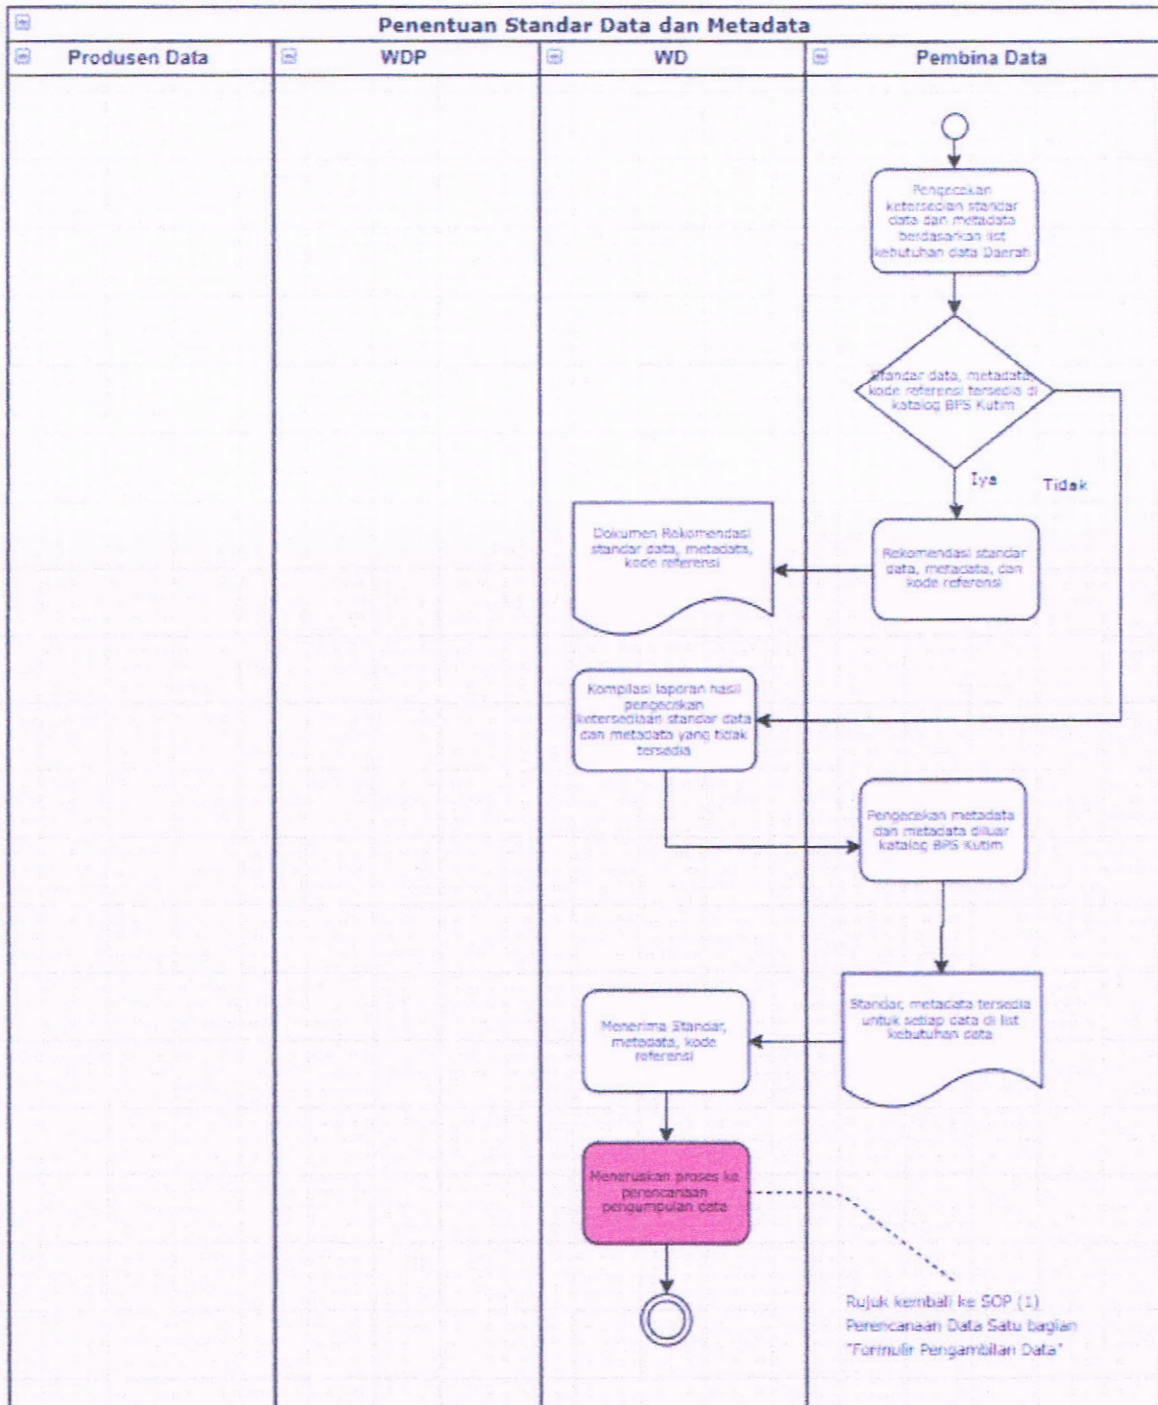 Penentuan Standar Data dan Metadata
Produsen Data
WDP
WD
Pembina Data
Pengecekan
ketersedian standar
data dan metadata
berdasarkan list
kebutuhan data Daerah
Standar data, metadata,
kode referensi tersedia di
katalog BPS Kutim
Iya
Tidak
Dokumen Rekomendasi
standar data, metadata,
kode referensi
Rekomendasi standar
data, metadata, dan
kode referensi
Kompilasi laporan hasil
pengecekan
ketersediaan standar data
dan metadata yang tidak
tersedia
Pengecekan metadata
dan metadata diluar
katalog BPS Kutim
Standar, metadata tersedia
untuk setiap data di list
kebutuhan data
Menerima Standar,
metadata, kode
referensi
Meneruskan proses ke
perencanaan
pengumpulan data
Rujuk kembali ke SOP (1)
Perencanaan Data Satu bagian
"Formulir Pengambilan Data"